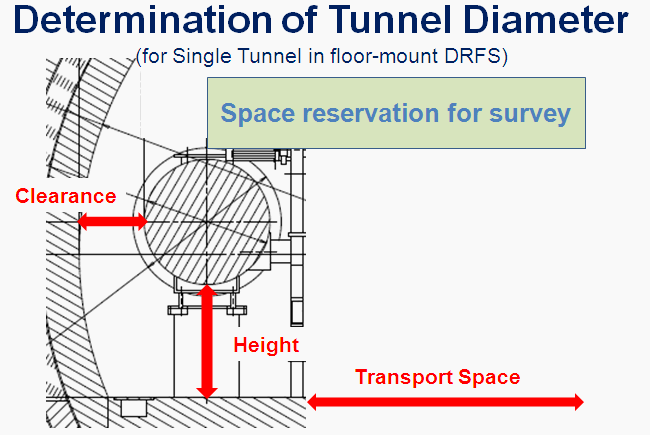 Determination of Tunnel Diameter
(for Single Tunnel in floor-mount DRFS)
Space reservation for survey
Clearance
Height
Transport Space